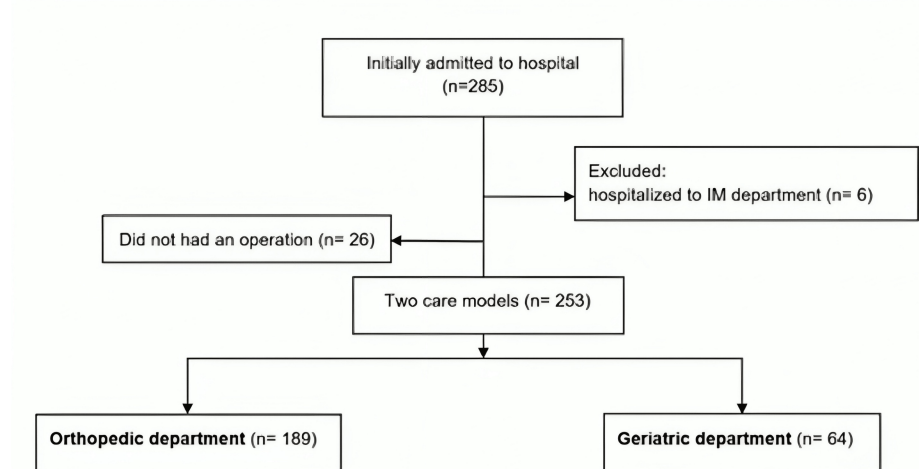 Initially admitted to hospital
(n=285)
Excluded:
hospitalized to IM department (n= 6)
Did not had an operation (n= 26)
Two care models (n= 253)
Orthopedic department (n= 189)
Geriatric department (n= 64)